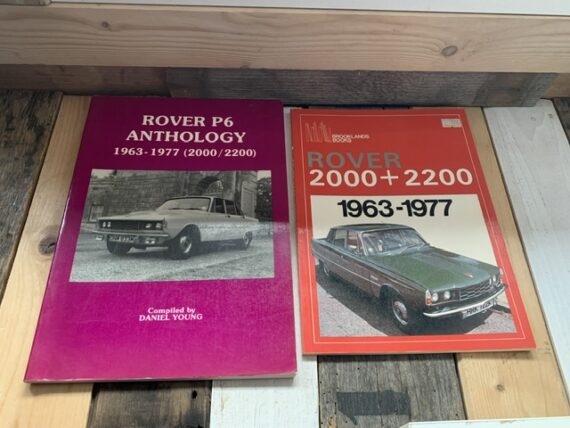 ROVER P6
ANTHOLOGY
1963-1977 (2000/2200)
Compiled by
DANIEL YOUNG
BROOKLANDS
BOOKS
ROVER
2000+2200
1963-1977